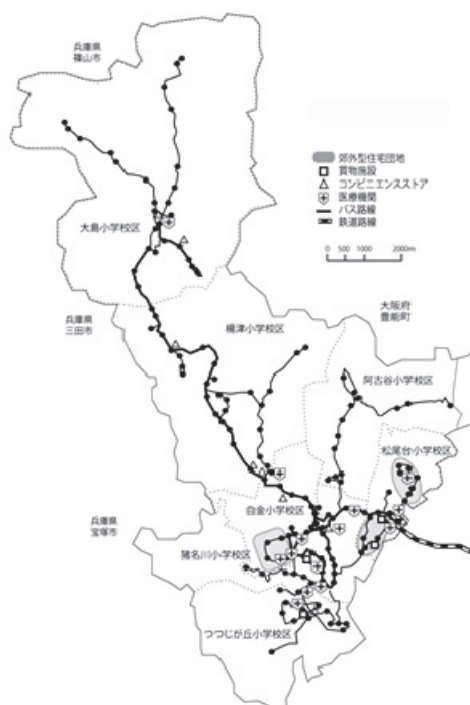 兵庫県
篠山市
郊外型住宅団地
買物施設
コンビニエンスストア
医療機関
バス路線
鉄道路線
0 500 1000 2000m
大島小学校区
兵庫県
三田市
大阪府
豊能町
楊津小学校区
阿古谷小学校区
松尾台小学校区
白金小学校区
兵庫県
宝塚市
猪名川小学校区
つつじが丘小学校区